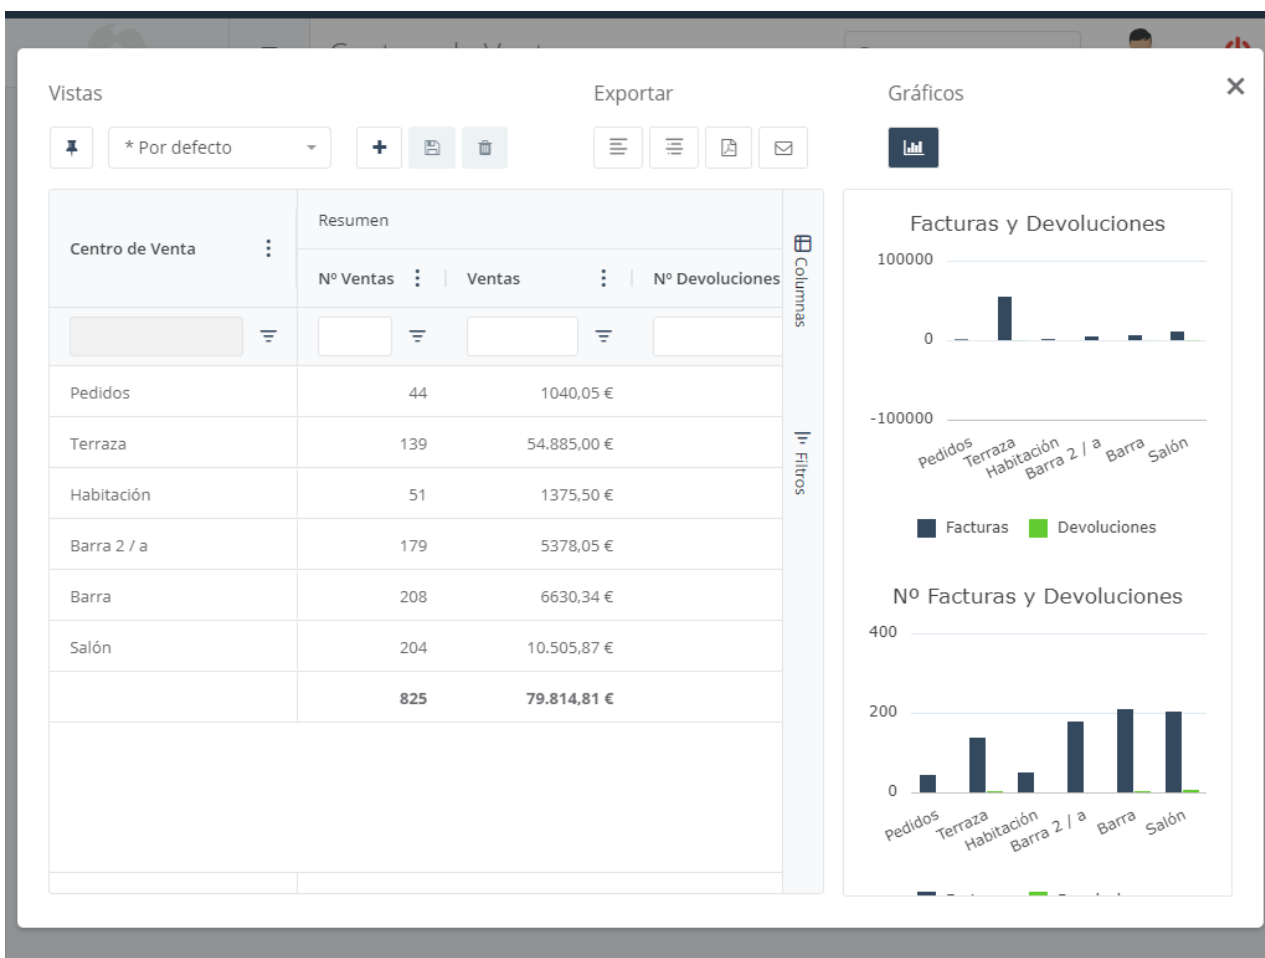 Vistas
Exportar
Gráficos
* Por defecto
Centro de Venta
Resumen
Nº Ventas
Ventas
Nº Devoluciones
Columnas
Filtros
Pedidos 44 1040,05 €
Terraza 139 54.885,00 €
Habitación 51 1375,50 €
Barra 2 / a 179 5378,05 €
Barra 208 6630,34 €
Salón 204 10.505,87 €
825 79.814,81 €
Facturas y Devoluciones
100000
0
-100000
Pedidos Terraza Habitación Barra 2 / a Barra Salón
Facturas Devoluciones
Nº Facturas y Devoluciones
400
200
0
Pedidos Terraza Habitación Barra 2 / a Barra Salón